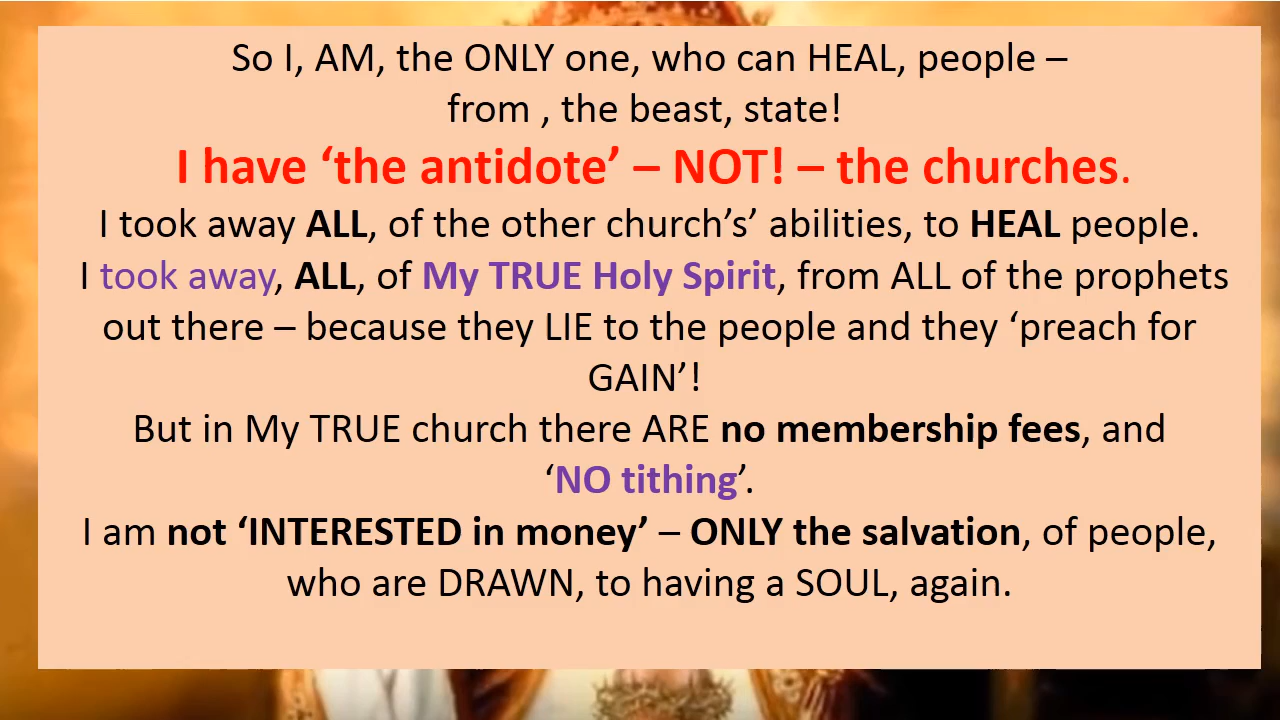 So I, AM, the ONLY one, who can HEAL, people –
from , the beast, state!
I have ‘the antidote’ – NOT! – the churches.
I took away ALL, of the other church’s’ abilities, to HEAL people.
I took away, ALL, of My TRUE Holy Spirit, from ALL of the prophets
out there – because they LIE to the people and they ‘preach for
GAIN’!
But in My TRUE church there ARE no membership fees, and
‘NO tithing’.
I am not ‘INTERESTED in money’ – ONLY the salvation, of people,
who are DRAWN, to having a SOUL, again.